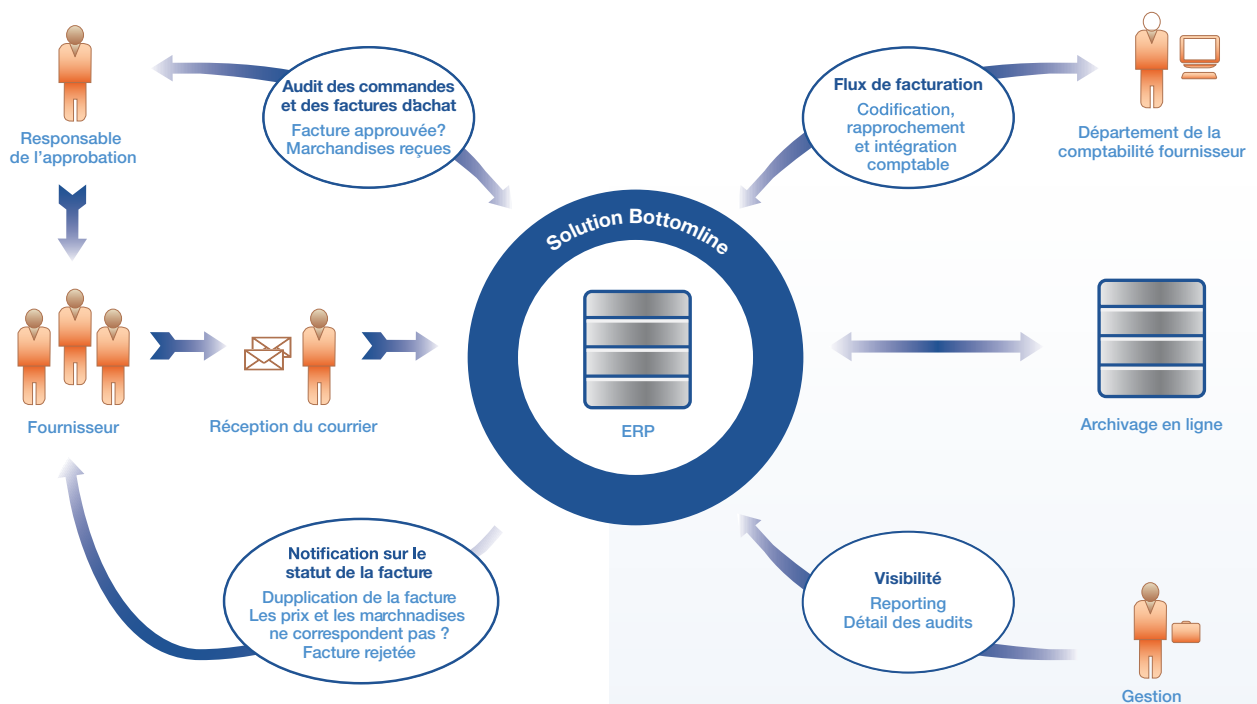 Audit des commandes
et des factures d'achat
Facture approuvée?
Marchandises reçues
Responsable
de l'approbation
Flux de facturation
Codification,
rapprochement
et intégration
comptable
Département de la
comptabilité fournisseur
Solution Bottomline
ERP
Fournisseur
Réception du courrier
Archivage en ligne
Notification sur le
statut de la facture
Dupplication de la facture
Les prix et les marchnadises
ne correspondent pas ?
Facture rejetée
Visibilité
Reporting
Détail des audits
Gestion